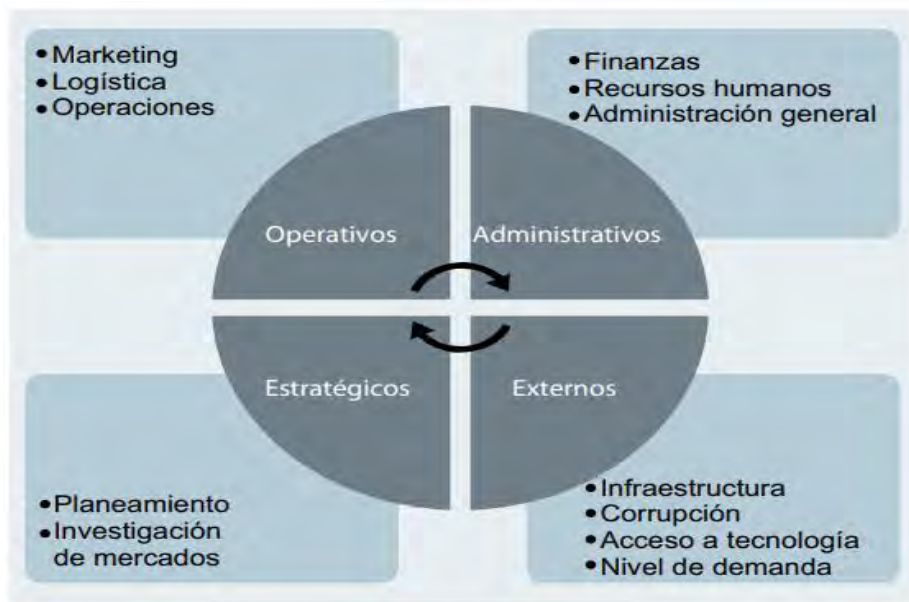 • Marketing
• Logística
• Operaciones
• Finanzas
• Recursos humanos
• Administración general
Operativos
Administrativos
Estratégicos
Externos
• Planeamiento
• Investigación
de mercados
• Infraestructura
• Corrupción
• Acceso a tecnología
• Nivel de demanda